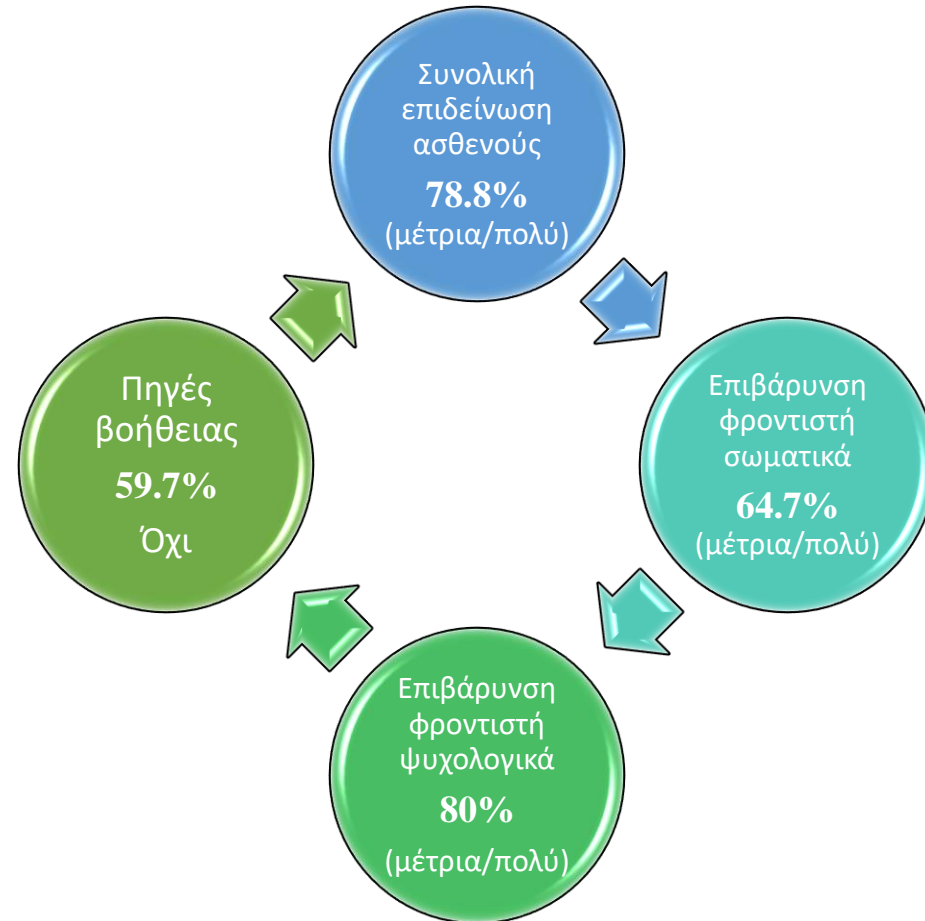 Συνολική
επιδείνωση
ασθενούς
78.8%
(μέτρια/πολύ)
Επιβάρυνση
φροντιστή
σωματικά
64.7%
(μέτρια/πολύ)
Επιβάρυνση
φροντιστή
ψυχολογικά
80%
(μέτρια/πολύ)
Πηγές
βοήθειας
59.7%
Όχι